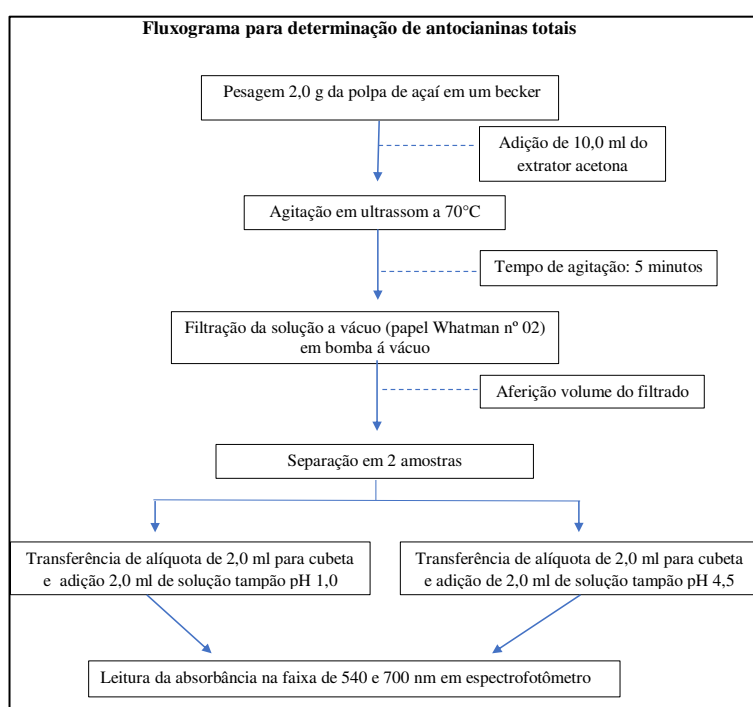 Fluxograma para determinação de antocianinas totais
Pesagem 2,0 g da polpa de açaí em um becker
Adição de 10,0 ml do
extrator acetona
Agitação em ultrassom a 70°C
Tempo de agitação: 5 minutos
Filtração da solução a vácuo (papel Whatman nº 02)
em bomba á vácuo
Aferição volume do filtrado
Separação em 2 amostras
Transferência de alíquota de 2,0 ml para cubeta
e adição 2,0 ml de solução tampão pH 1,0
Transferência de alíquota de 2,0 ml para cubeta
e adição de 2,0 ml de solução tampão pH 4,5
Leitura da absorbância na faixa de 540 e 700 nm em espectrofotômetro